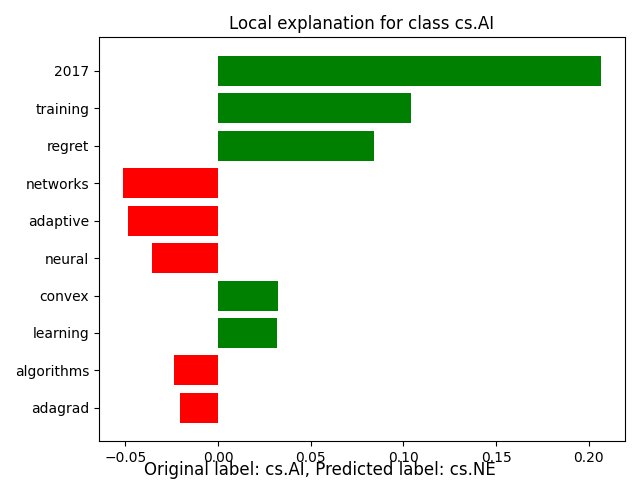 Local explanation for class cs.AI
2017
training
regret
networks
adaptive
neural
convex
learning
algorithms
adagrad
−0.05 0.00 0.05 0.10 0.15 0.20
Original label: cs.AI, Predicted label: cs.NE